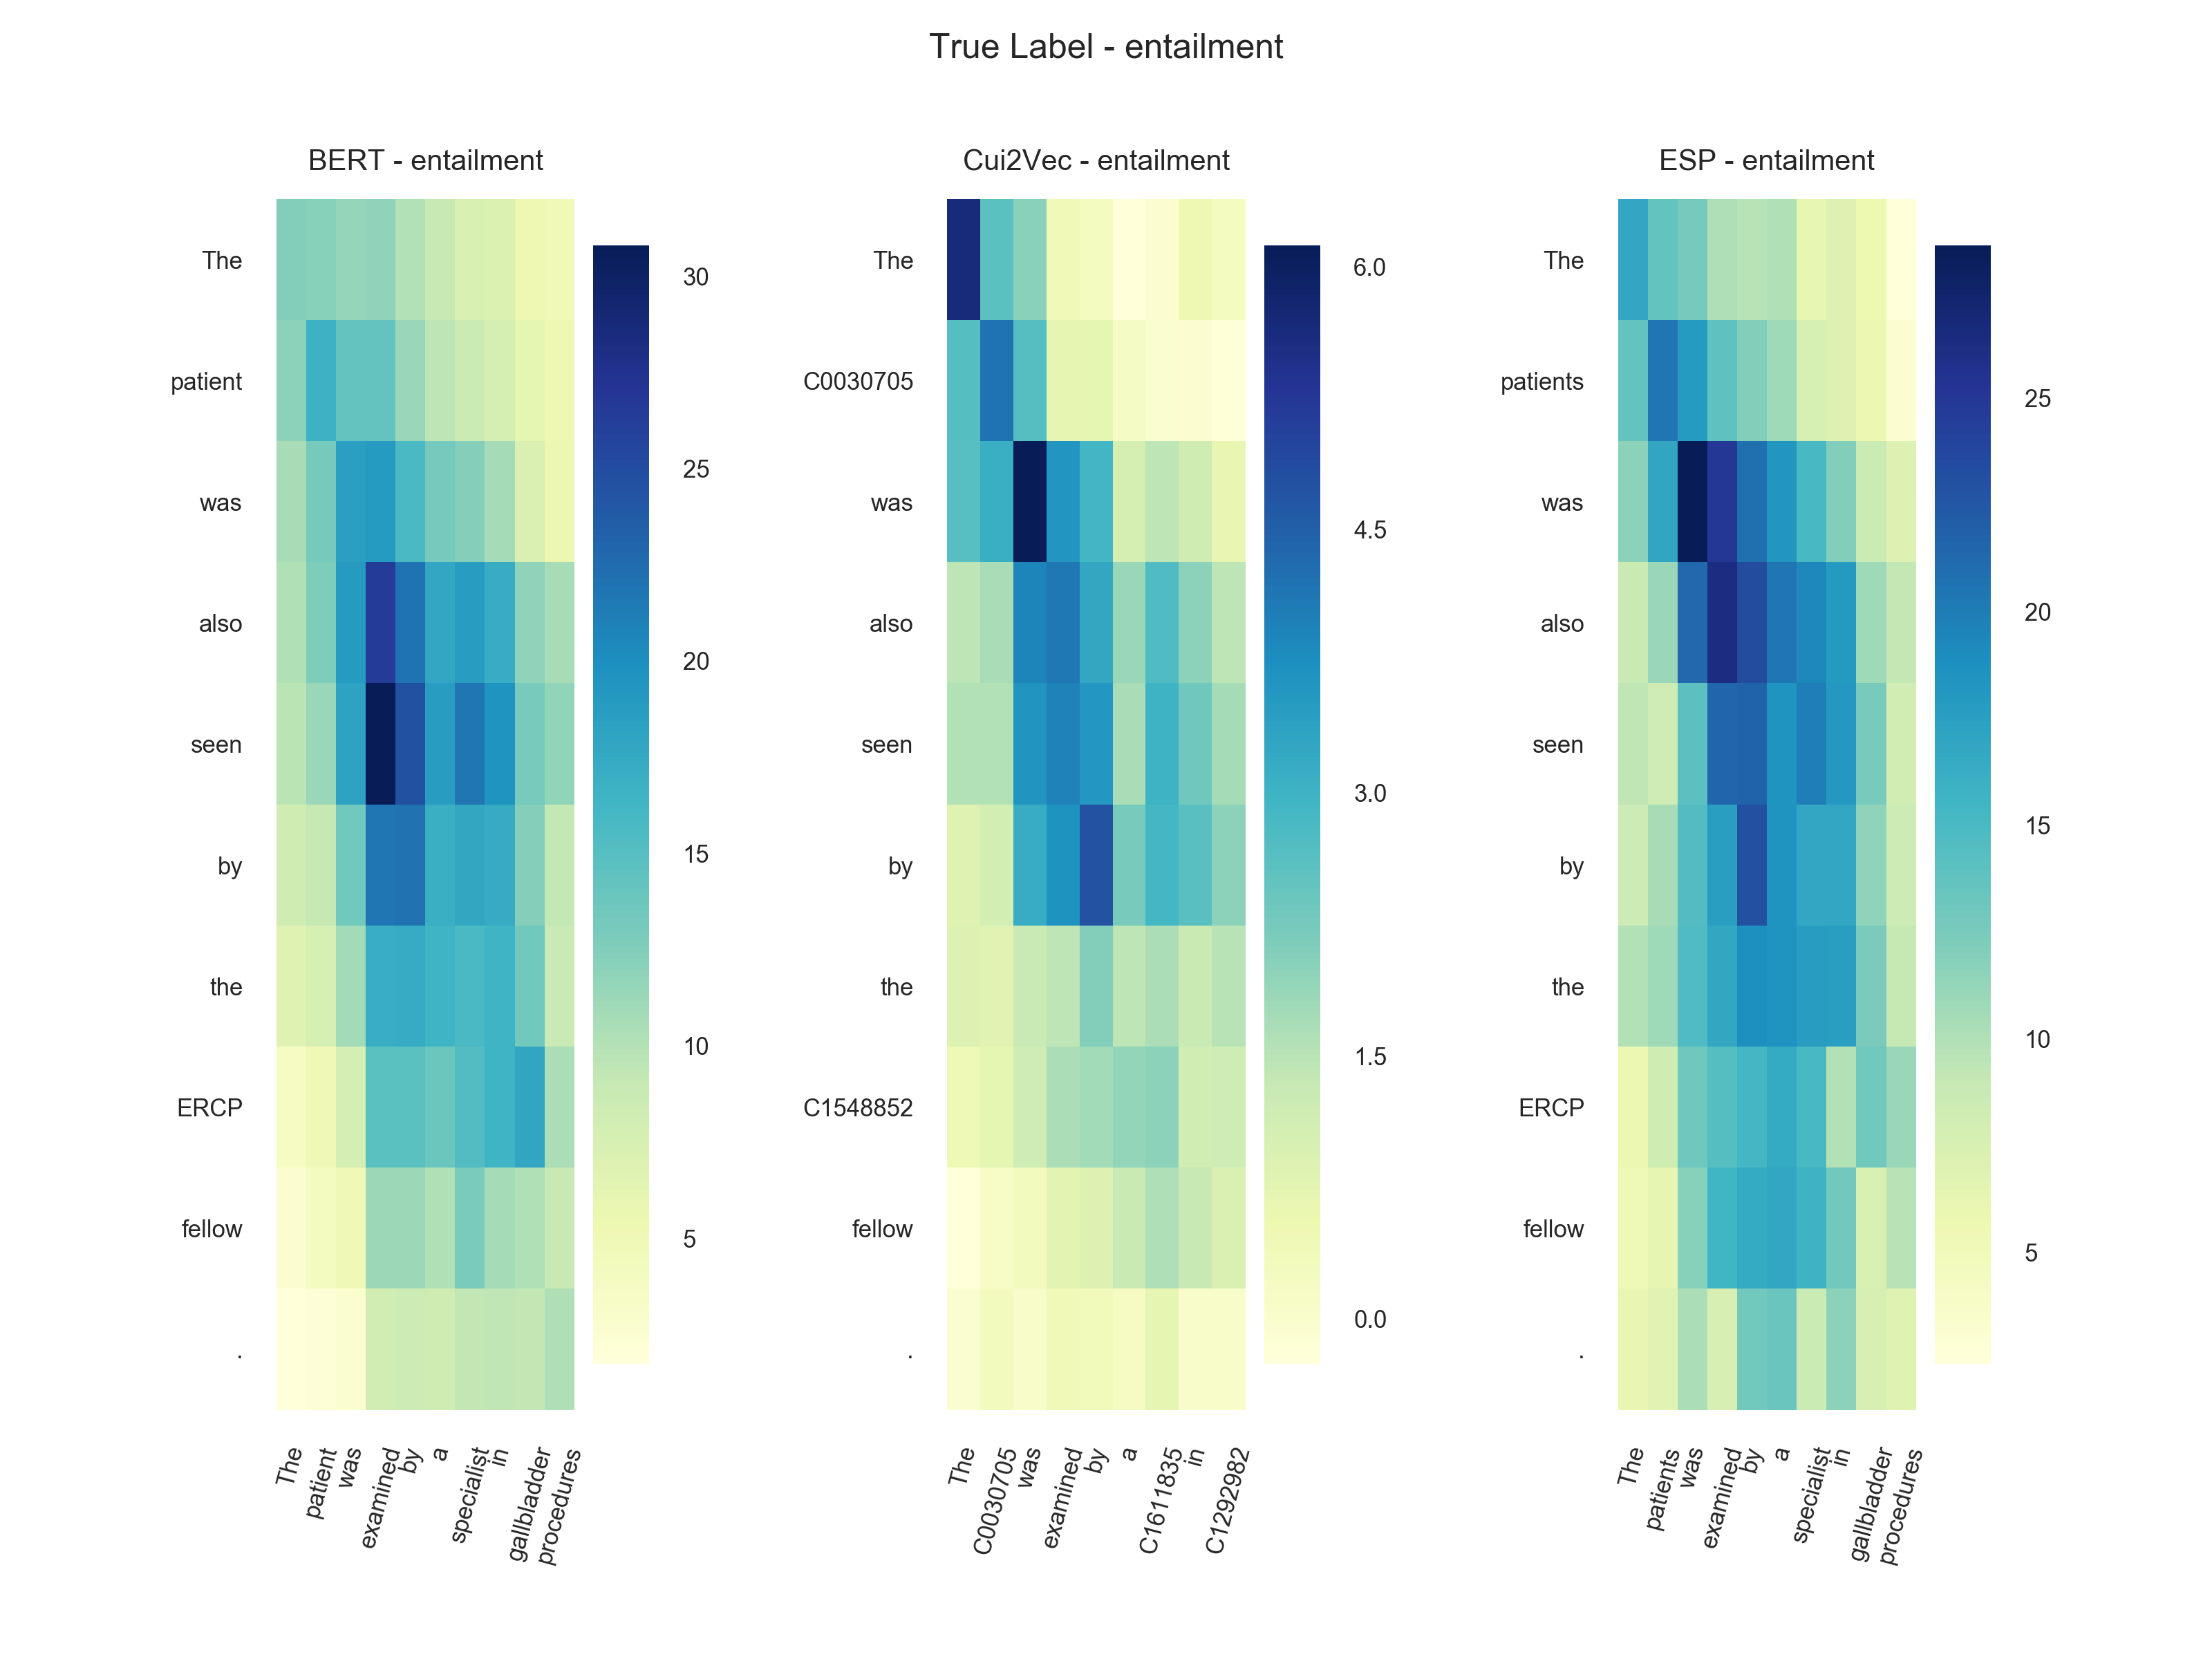 True Label - entailment
BERT - entailment
The
patient
was
also
seen
by
the
ERCP
fellow
.
The
patient
was
examined
by
a
specialist
in
gallbladder
procedures
30
25
20
15
10
5
Cui2Vec - entailment
The
C0030705
was
also
seen
by
the
C1548852
fellow
.
The
C0030705
was
examined
by
a
C1611835
in
C1292982
6.0
4.5
3.0
1.5
0.0
ESP - entailment
The
patients
was
also
seen
by
the
ERCP
fellow
.
The
patients
was
examined
by
a
specialist
in
gallbladder
procedures
25
20
15
10
5